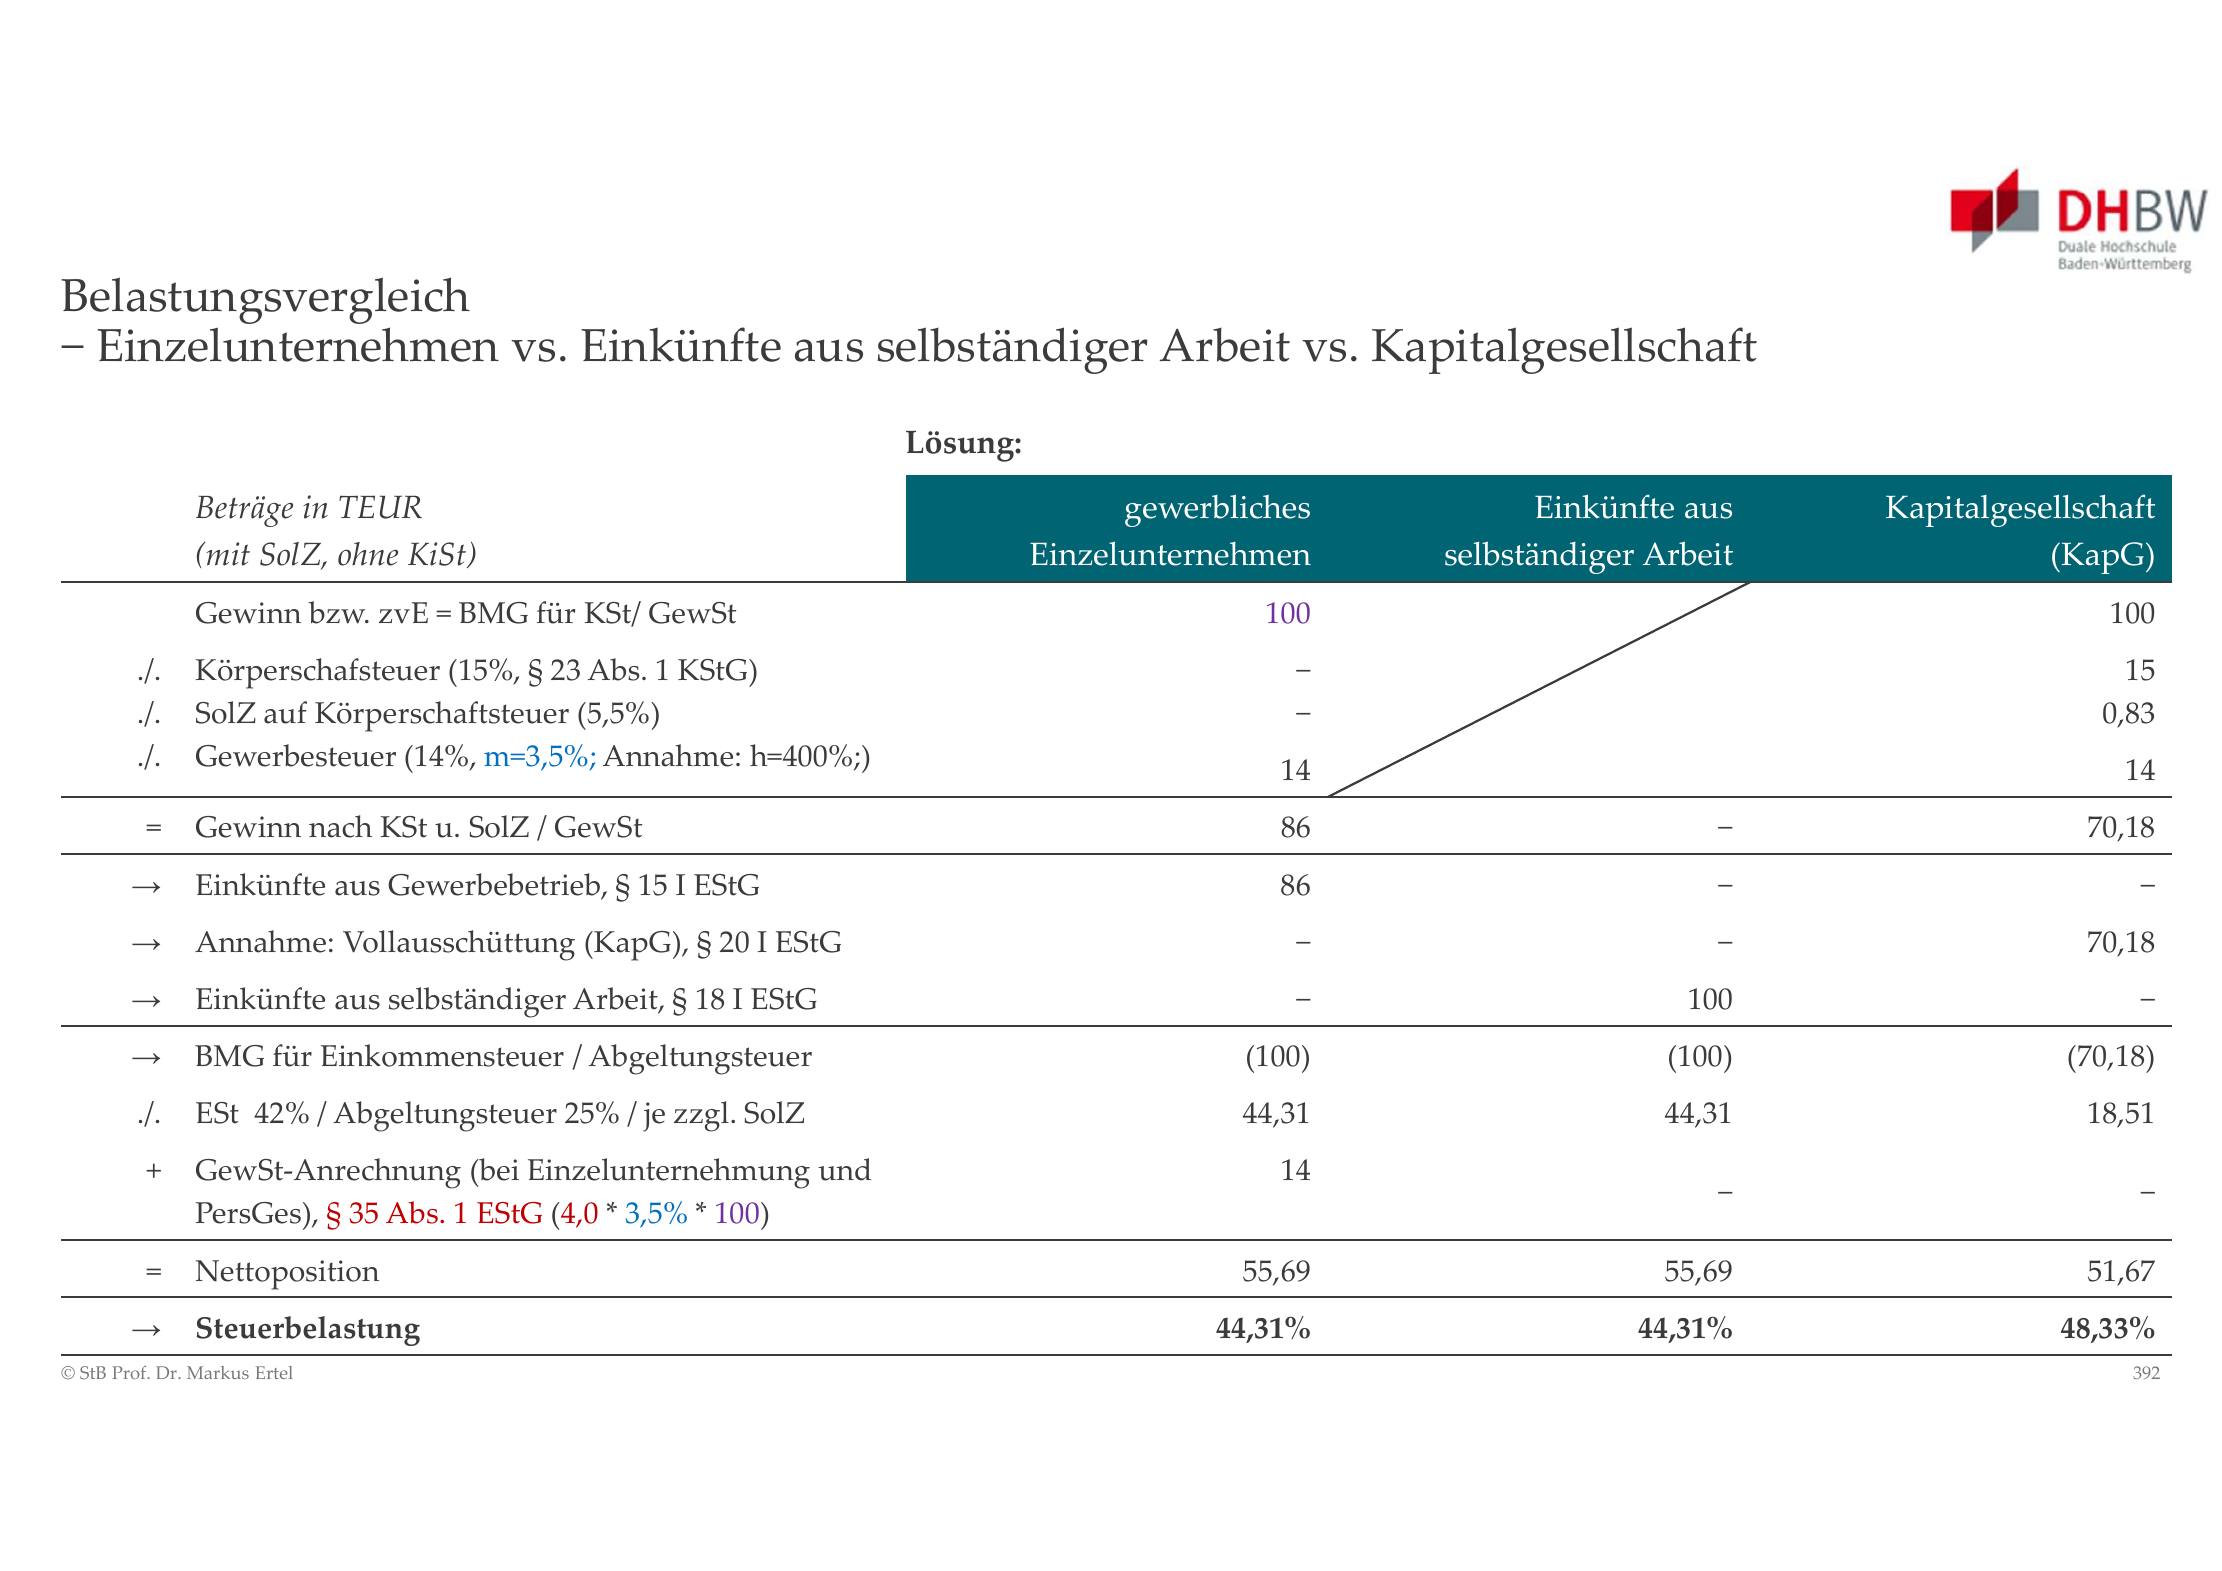 DHBW
Duale Hochschule
Baden-Württemberg
Belastungsvergleich
– Einzelunternehmen vs. Einkünfte aus selbständiger Arbeit vs. Kapitalgesellschaft
Lösung:
Beträge in TEUR
(mit SolZ, ohne KiSt)
gewerbliches
Einzelunternehmen
Einkünfte aus
selbständiger Arbeit
Kapitalgesellschaft
(KapG)
Gewinn bzw. zvE = BMG für KSt/ GewSt 100 100
./. Körperschafsteuer (15%, § 23 Abs. 1 KStG) – 15
./. SolZ auf Körperschaftsteuer (5,5%) – 0,83
./. Gewerbesteuer (14%, m=3,5%; Annahme: h=400%;) 14 14
= Gewinn nach KSt u. SolZ / GewSt 86 – 70,18
→ Einkünfte aus Gewerbebetrieb, § 15 I EStG 86 – –
→ Annahme: Vollausschüttung (KapG), § 20 I EStG – – 70,18
→ Einkünfte aus selbständiger Arbeit, § 18 I EStG – 100 –
→ BMG für Einkommensteuer / Abgeltungsteuer (100) (100) (70,18)
./. ESt 42% / Abgeltungsteuer 25% / je zzgl. SolZ 44,31 44,31 18,51
+ GewSt-Anrechnung (bei Einzelunternehmung und 14 – –
PersGes), § 35 Abs. 1 EStG (4,0 * 3,5% * 100)
= Nettoposition 55,69 55,69 51,67
→ Steuerbelastung 44,31% 44,31% 48,33%
© StB Prof. Dr. Markus Ertel 392